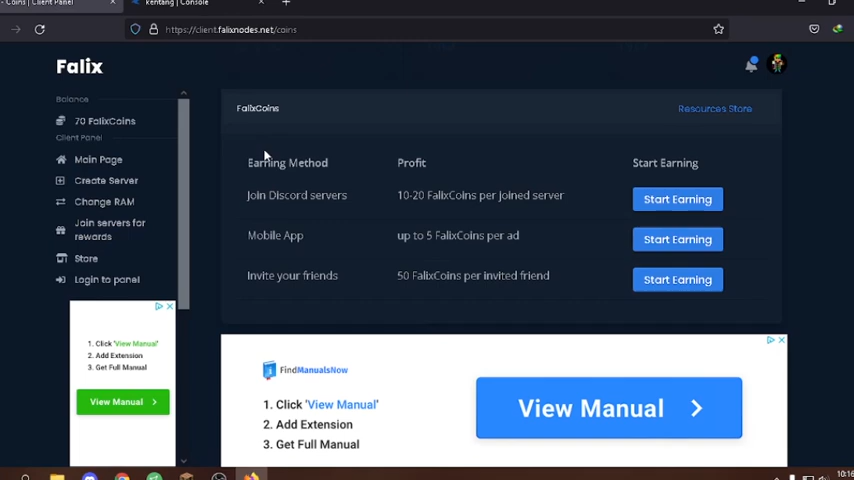 Coins | Client Panel
kentang | Console
https://client.falixnodes.net/coins
Falix
Balance
70 FalixCoins
Client Panel
Main Page
Create Server
Change RAM
Join servers for
rewards
Store
Login to panel
1. Click 'View Manual'
2. Add Extension
3. Get Full Manual
View Manual
FalixCoins
Resources Store
Earning Method Profit Start Earning
Join Discord servers 10-20 FalixCoins per Joined server Start Earning
Mobile App up to 5 FalixCoins per ad Start Earning
Invite your friends 50 FalixCoins per invited friend Start Earning
FindManualsNow
1. Click 'View Manual'
2. Add Extension
3. Get Full Manual
View Manual
10:16